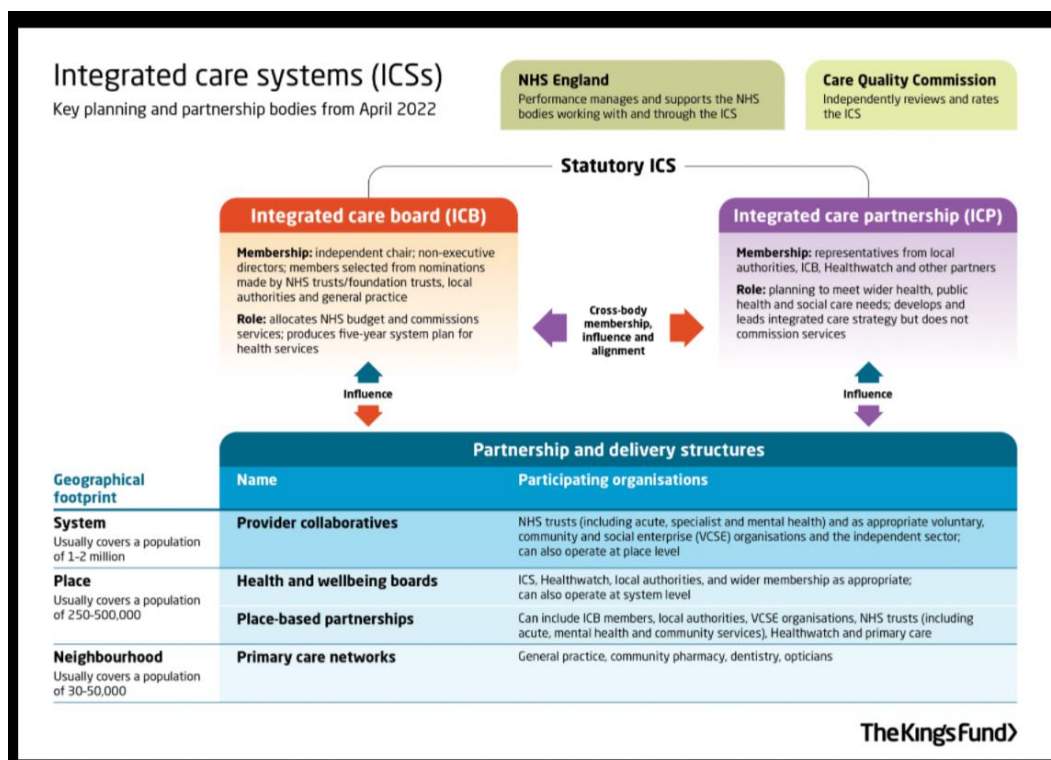 Integrated care systems (ICSs)
Key planning and partnership bodies from April 2022
NHS England
Performance manages and supports the NHS
bodies working with and through the ICS
Care Quality Commission
Independently reviews and rates
the ICS
Statutory ICS
Integrated care board (ICB)
Membership: independent chair; non-executive
directors; members selected from nominations
made by NHS trusts/foundation trusts, local
authorities and general practice
Role: allocates NHS budget and commissions
services; produces five-year system plan for
health services
Cross-body
membership,
influence and
alignment
Integrated care partnership (ICP)
Membership: representatives from local
authorities, ICB, Healthwatch and other partners
Role: planning to meet wider health, public
health and social care needs; develops and
leads integrated care strategy but does not
commission services
Influence
Influence
Partnership and delivery structures
Geographical
footprint
Name
Participating organisations
System
Usually covers a population
of 1-2 million
Provider collaboratives
NHS trusts (including acute, specialist and mental health) and as appropriate voluntary,
community and social enterprise (VCSE) organisations and the independent sector;
can also operate at place level
Place
Usually covers a population
of 250-500,000
Health and wellbeing boards
ICS, Healthwatch, local authorities, and wider membership as appropriate;
can also operate at system level
Place-based partnerships
Can include ICB members, local authorities, VCSE organisations, NHS trusts (including
acute, mental health and community services), Healthwatch and primary care
Neighbourhood
Usually covers a population
of 30-50,000
Primary care networks
General practice, community pharmacy, dentistry, opticians
The King's Fund>